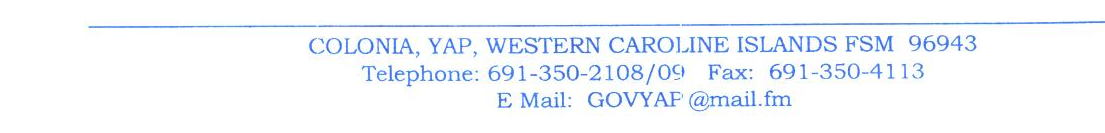 COLONIA, YAP, WESTERN CAROLINE ISLANDS FSM 96943
Telephone: 691-350-2108/09 Fax: 691-350-4113
E Mail: GOVYAP@mail.fm